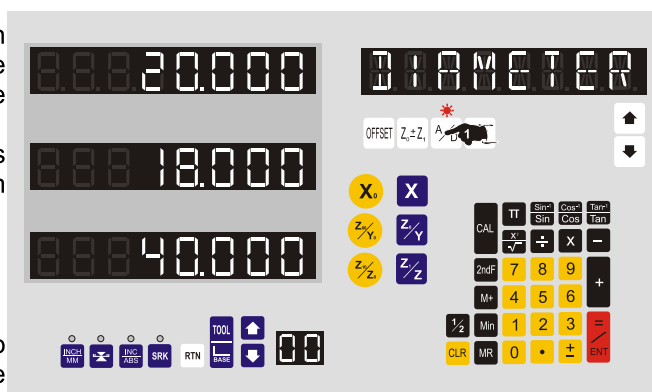 20.000
DIAMETER
OFFSET Z₀±Z₁ A 1
18.000
X₀ X
π Sin⁻¹ Sin Cos⁻¹ Cos Tan⁻¹ Tan
CAL
÷ x −
40.000
2ndF 7 8 9
+
M+ 4 5 6
½ Min 1 2 3 = ENT
CLR MR 0 • ±
TOOL BASE
INCH MM INC ABS SRK RTN
00